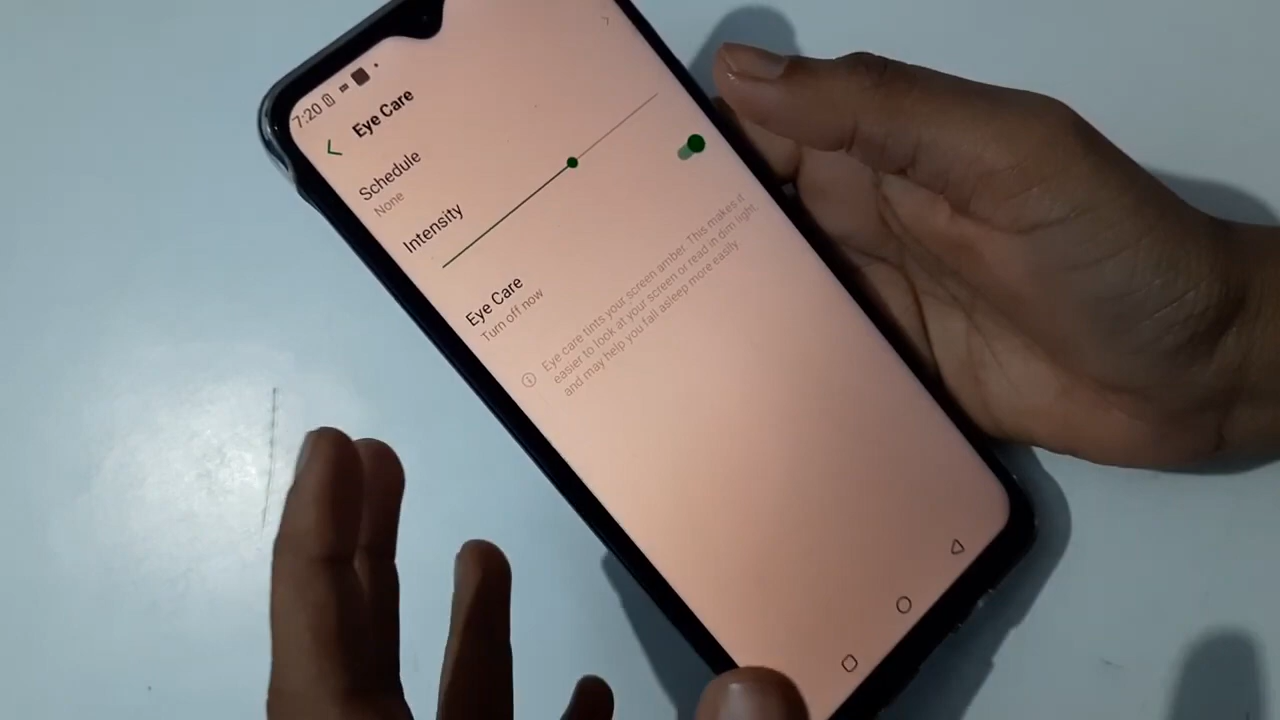 7:20
Eye Care
Schedule
None
Intensity
Eye Care
Turn off now
Eye care tints your screen amber. This makes it
easier to look at your screen or read in dim light,
and may help you fall asleep more easily